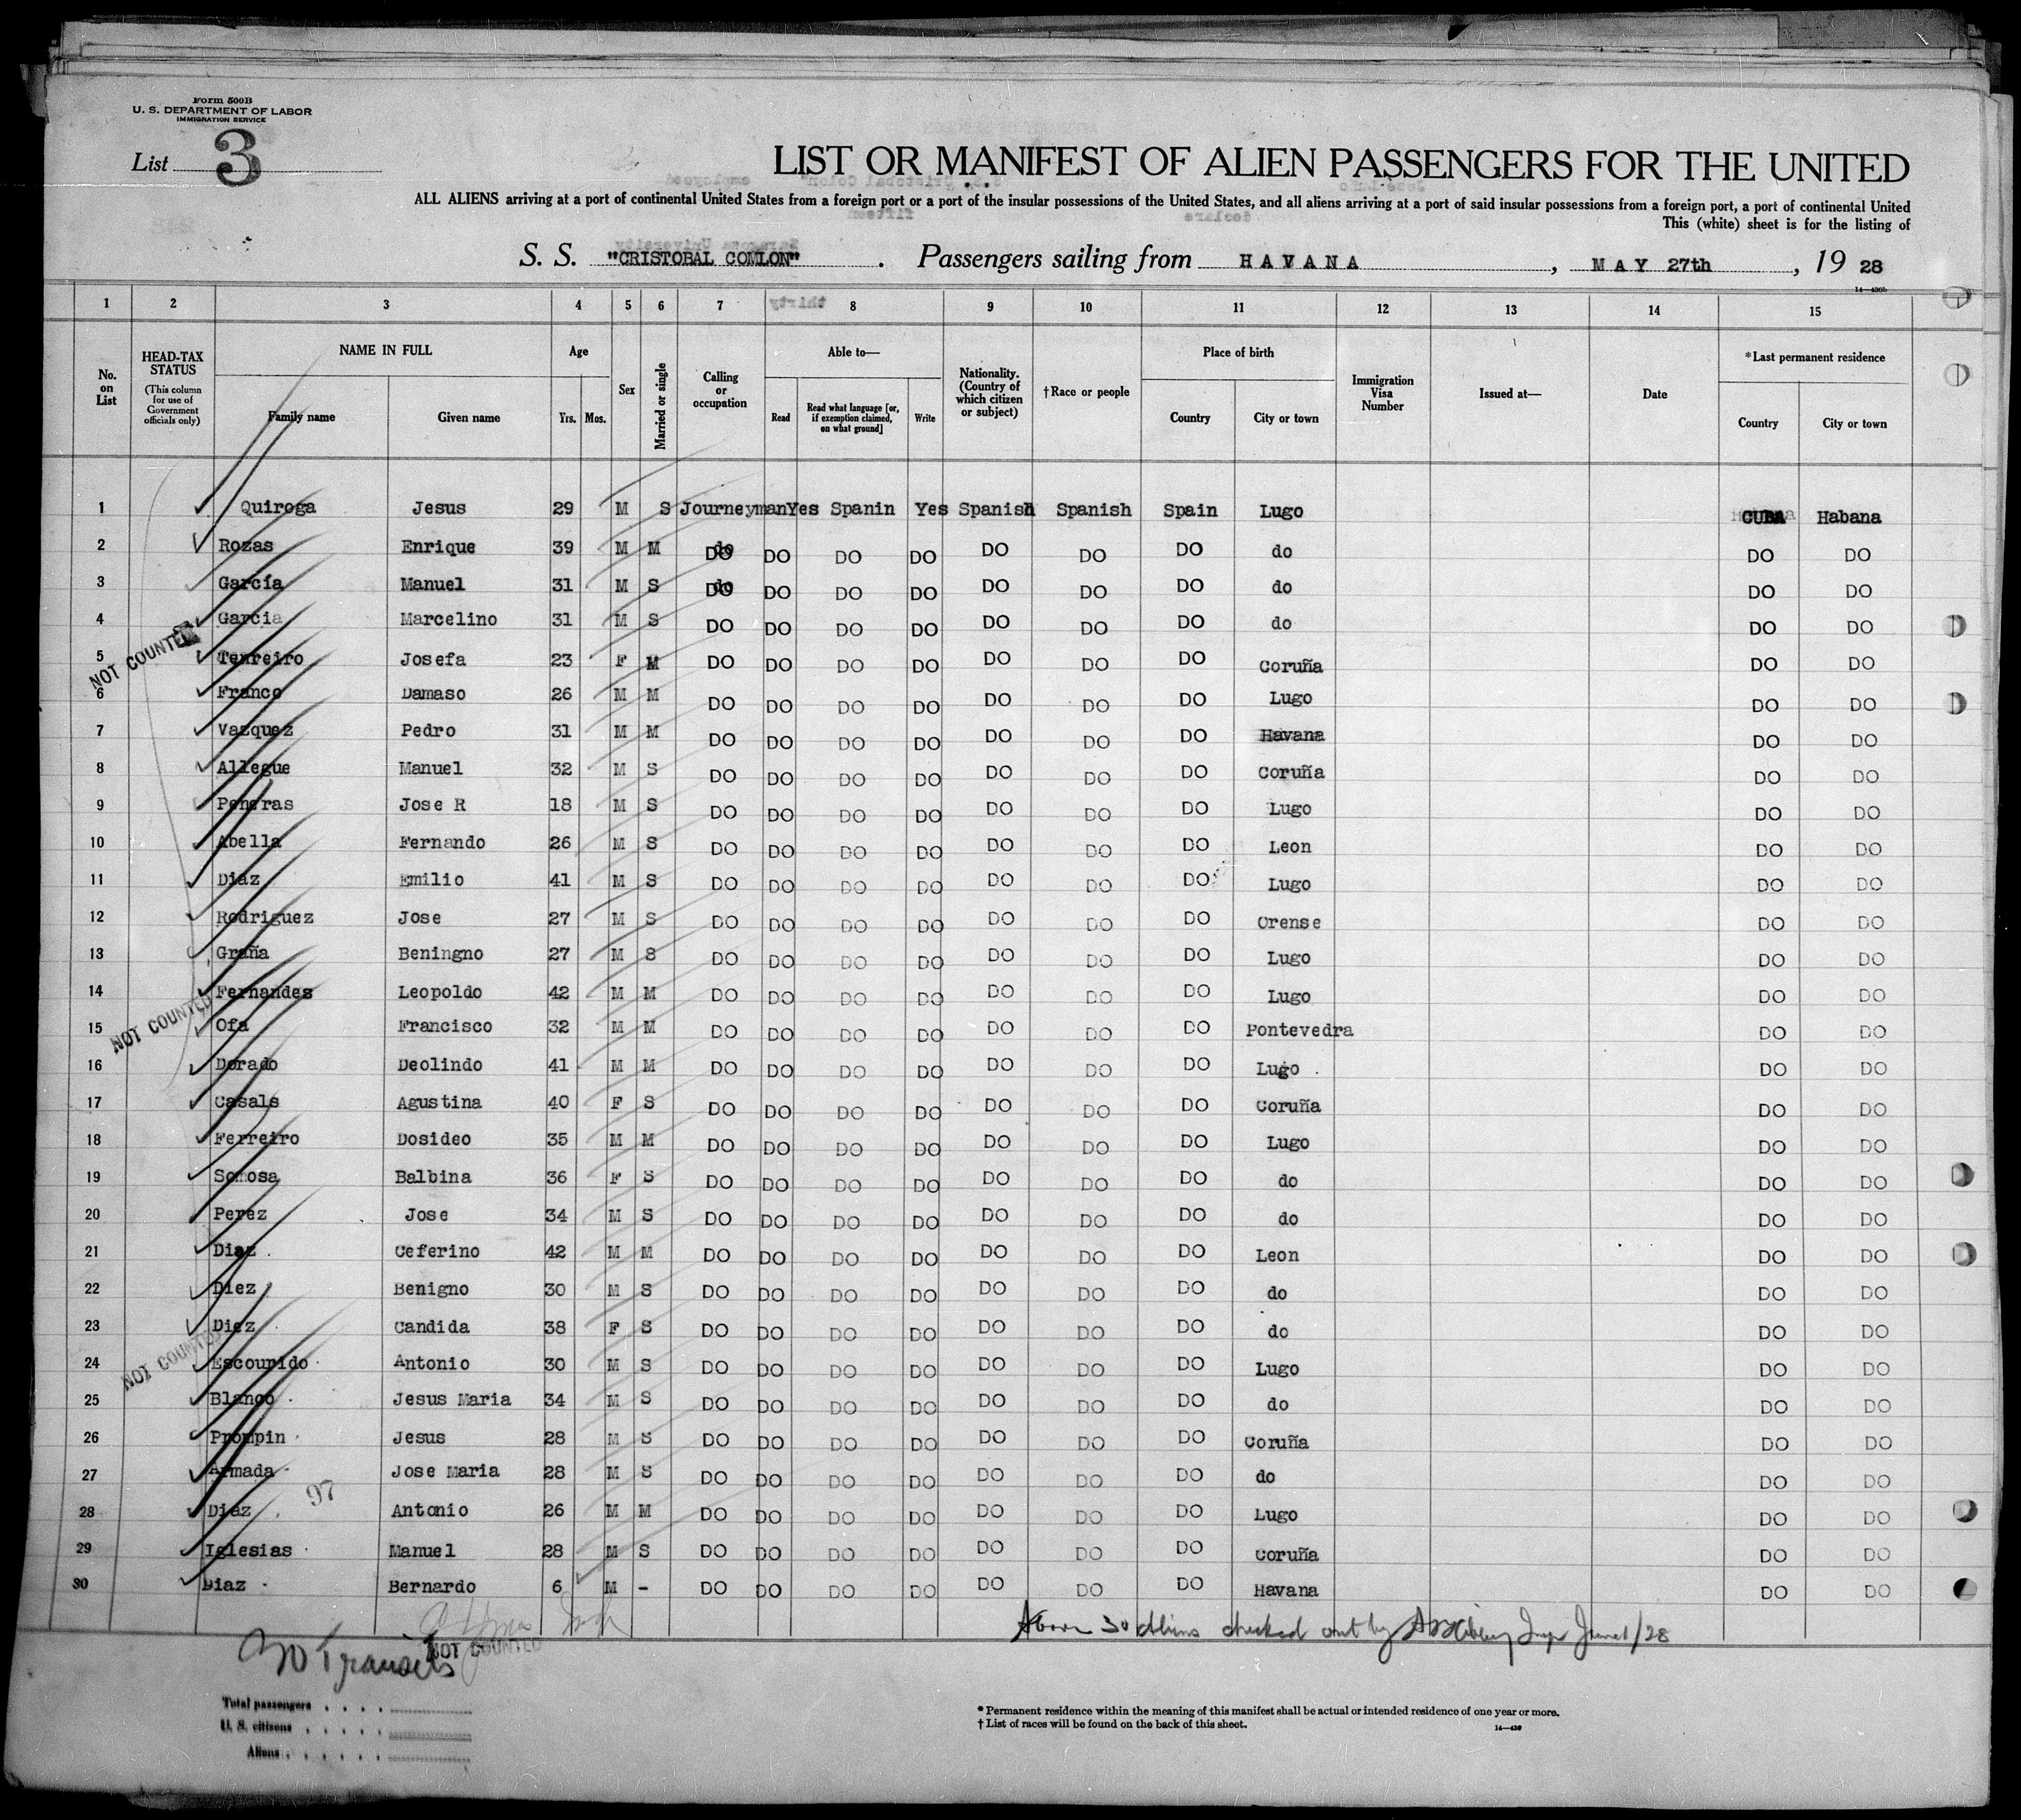 Form 500B
U. S. DEPARTMENT OF LABOR
IMMIGRATION SERVICE
List 3
LIST OR MANIFEST OF ALIEN PASSENGERS FOR THE UNITED
ALL ALIENS arriving at a port of continental United States from a foreign port or a port of the insular possessions of the United States, and all aliens arriving at a port of said insular possessions from a foreign port, a port of continental United
This (white) sheet is for the listing of
S. S. "CRISTOBAL COMLON" . Passengers sailing from HAVANA , MAY 27th , 19 28
1 2 3 4 5 6 7 8 9 10 11 12 13 14 15
No. on List HEAD-TAX STATUS (This column for use of Government officials only) NAME IN FULL Family name Given name Age Yrs. Mos. Sex Married or single Calling or occupation Able to— Read Read what language [or, if exemption claimed, on what ground] Write Nationality. (Country of which citizen or subject) †Race or people Place of birth Country City or town Immigration Visa Number Issued at— Date *Last permanent residence Country City or town
1 Quiroga Jesus 29 M S Journeyman Yes Spanin Yes Spanish Spanish Spain Lugo CUBA Habana
2 Rozas Enrique 39 M M DO DO DO DO DO DO DO do DO DO
3 García Manuel 31 M S DO DO DO DO DO DO DO do DO DO
4 Garcia Marcelino 31 M S DO DO DO DO DO DO DO do DO DO
NOT COUNTED
5 Tenreiro Josefa 23 F M DO DO DO DO DO DO DO Coruña DO DO
6 Franco Damaso 26 M M DO DO DO DO DO DO DO Lugo DO DO
7 Vazquez Pedro 31 M M DO DO DO DO DO DO DO Havana DO DO
8 Allegue Manuel 32 M S DO DO DO DO DO DO DO Coruña DO DO
9 Jose R 18 M S DO DO DO DO DO DO DO Lugo DO DO
10 Abella Fernando 26 M S DO DO DO DO DO DO DO Leon DO DO
11 Diaz Emilio 41 M S DO DO DO DO DO DO DO Lugo DO DO
12 Rodriguez Jose 27 M S DO DO DO DO DO DO DO Orense DO DO
13 Graña Beningno 27 M S DO DO DO DO DO DO DO Lugo DO DO
14 Fernandes Leopoldo 42 M M DO DO DO DO DO DO DO Lugo DO DO
NOT COUNTED
15 Ofa Francisco 32 M M DO DO DO DO DO DO DO Pontevedra DO DO
16 Dorado Deolindo 41 M M DO DO DO DO DO DO DO Lugo DO DO
17 Casals Agustina 40 F S DO DO DO DO DO DO DO Coruña DO DO
18 Ferreiro Dosideo 35 M M DO DO DO DO DO DO DO Lugo DO DO
19 Somosa Balbina 36 F S DO DO DO DO DO DO DO do DO DO
20 Perez Jose 34 M S DO DO DO DO DO DO DO do DO DO
21 Diaz Ceferino 42 M M DO DO DO DO DO DO DO Leon DO DO
22 Diez Benigno 30 M S DO DO DO DO DO DO DO do DO DO
23 Diez Candida 38 F S DO DO DO DO DO DO DO do DO DO
NOT COUNTED
24 Escourido Antonio 30 M S DO DO DO DO DO DO DO Lugo DO DO
25 Blanco Jesus Maria 34 M S DO DO DO DO DO DO DO do DO DO
26 Prompin Jesus 28 M S DO DO DO DO DO DO DO Coruña DO DO
27 Armada Jose Maria 28 M S DO DO DO DO DO DO DO do DO DO
97
28 Diaz Antonio 26 M M DO DO DO DO DO DO DO Lugo DO DO
29 Iglesias Manuel 28 M S DO DO DO DO DO DO DO Coruña DO DO
30 Diaz Bernardo 6 M - DO DO DO DO DO DO DO Havana DO DO
Above 30 aliens checked out by Insp June 1/28
30 Transits
NOT COUNTED
Total passengers
U. S. citizens
Aliens
* Permanent residence within the meaning of this manifest shall be actual or intended residence of one year or more.
† List of races will be found on the back of this sheet. 14—430